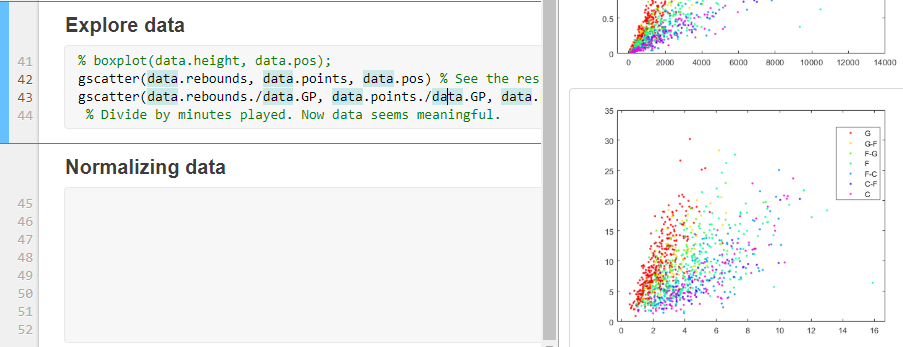 Explore data
41 % boxplot(data.height, data.pos);
42 gscatter(data.rebounds, data.points, data.pos) % See the res
43 gscatter(data.rebounds./data.GP, data.points./data.GP, data.
44 % Divide by minutes played. Now data seems meaningful.
Normalizing data
45
46
47
48
49
50
51
52
0.5
0
0 2000 4000 6000 8000 10000 12000 14000
35
30
25
20
15
10
5
0
0 2 4 6 8 10 12 14 16
G
G-F
F-G
F
F-C
C-F
C